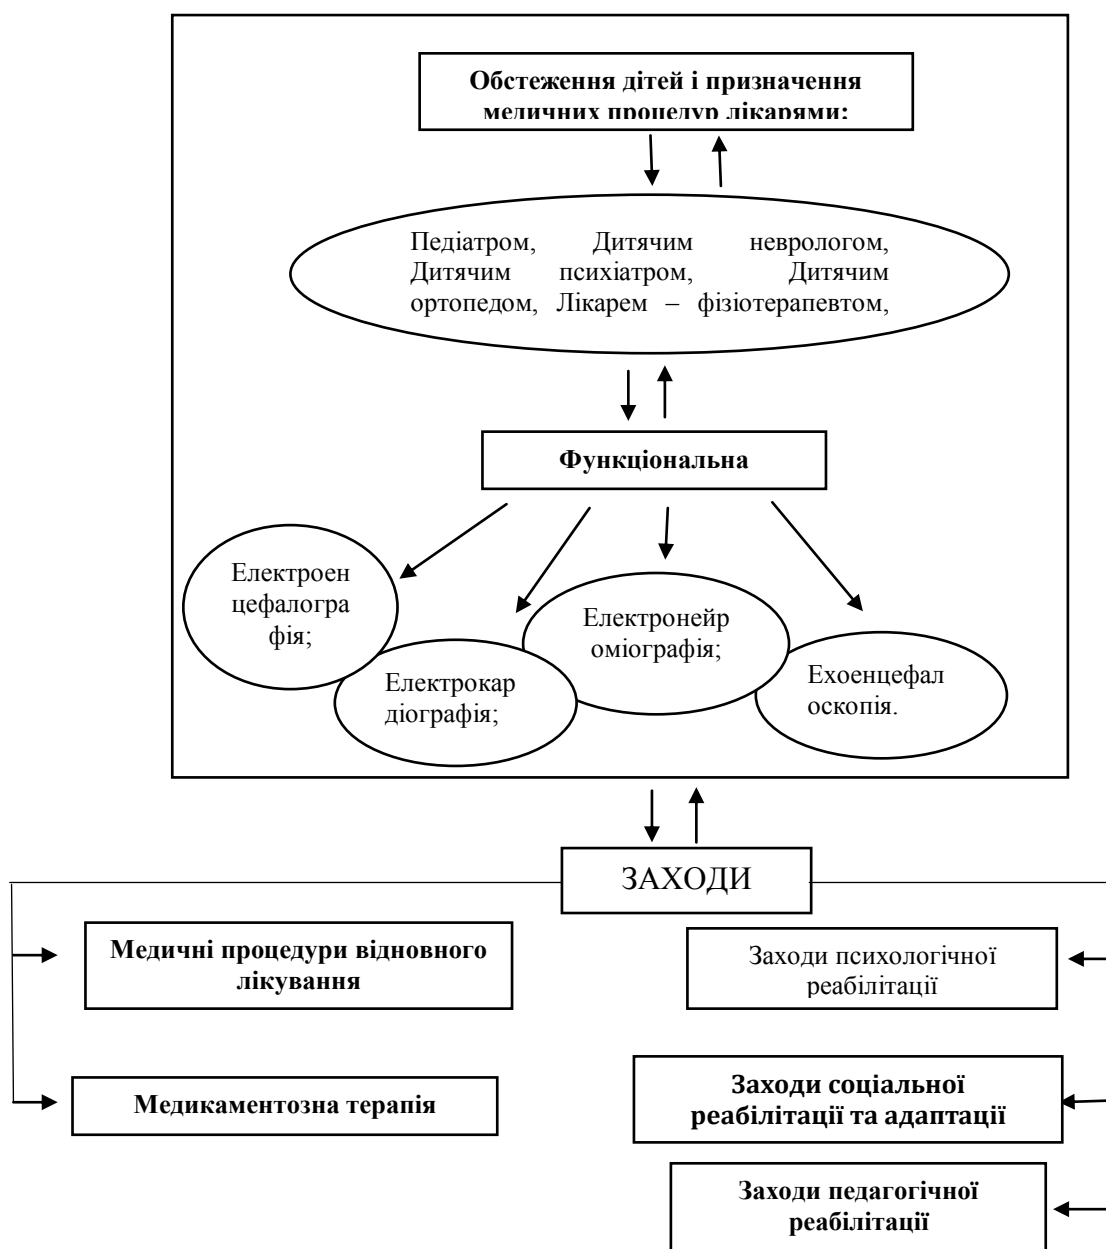 Обстеження дітей і призначення
медичних процедур лікарями:
Педіатром, Дитячим неврологом,
Дитячим психіатром, Дитячим
ортопедом, Лікарем – фізіотерапевтом,
Функціональна
Електроен
цефалогра
фія;
Електрокар
діографія;
Електронейр
оміографія;
Ехоенцефал
оскопія.
ЗАХОДИ
Медичні процедури відновного
лікування
Медикаментозна терапія
Заходи психологічної
реабілітації
Заходи соціальної
реабілітації та адаптації
Заходи педагогічної
реабілітації